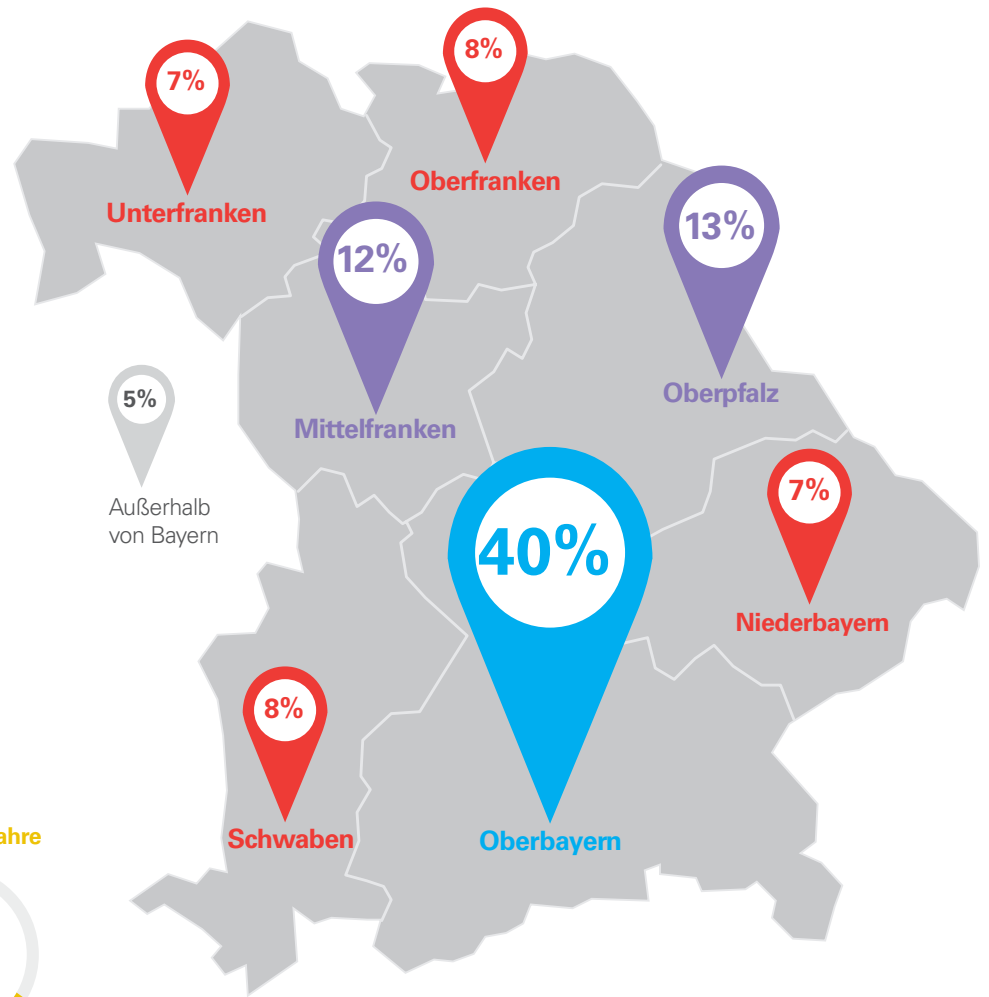 8%
Oberfranken
7%
Unterfranken
13%
Oberpfalz
12%
Mittelfranken
5%
Außerhalb
von Bayern
7%
Niederbayern
40%
Oberbayern
8%
Schwaben
ahre